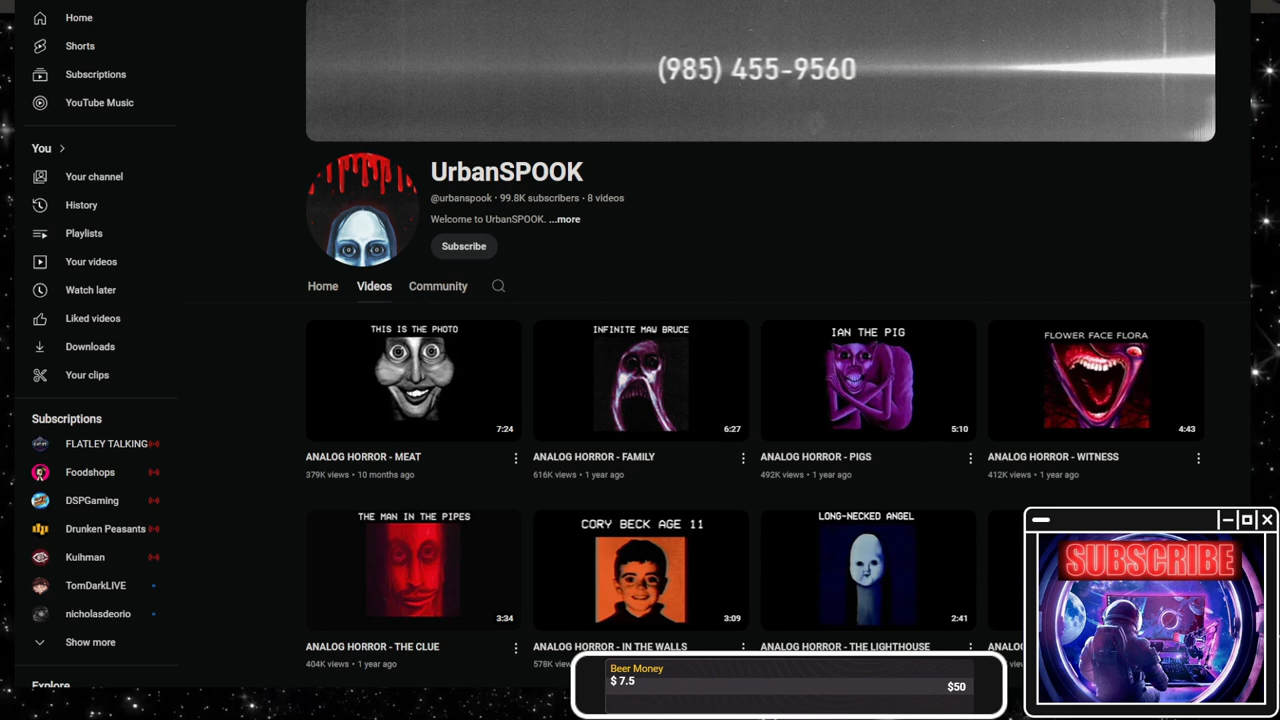 Home
Shorts
Subscriptions
YouTube Music
You
Your channel
History
Playlists
Your videos
Watch later
Liked videos
Downloads
Your clips
Subscriptions
FLATLEY TALKING
Foodshops
DSPGaming
Drunken Peasants
Kuihman
TomDarkLIVE
nicholasdeorio
Show more
Explore
(985) 455-9560
UrbanSPOOK
@urbanspook · 99.8K subscribers · 8 videos
Welcome to UrbanSPOOK. ...more
Subscribe
Home Videos Community
THIS IS THE PHOTO
7:24
ANALOG HORROR - MEAT
379K views • 10 months ago
INFINITE MAW BRUCE
6:27
ANALOG HORROR - FAMILY
616K views • 1 year ago
IAN THE PIG
5:10
ANALOG HORROR - PIGS
492K views • 1 year ago
FLOWER FACE FLORA
4:43
ANALOG HORROR - WITNESS
412K views • 1 year ago
THE MAN IN THE PIPES
3:34
ANALOG HORROR - THE CLUE
404K views • 1 year ago
CORY BECK AGE 11
3:09
ANALOG HORROR - IN THE WALLS
578K
LONG-NECKED ANGEL
2:41
ANALOG HORROR - THE LIGHTHOUSE
SUBSCRIBE
Beer Money
$ 7.5
$50